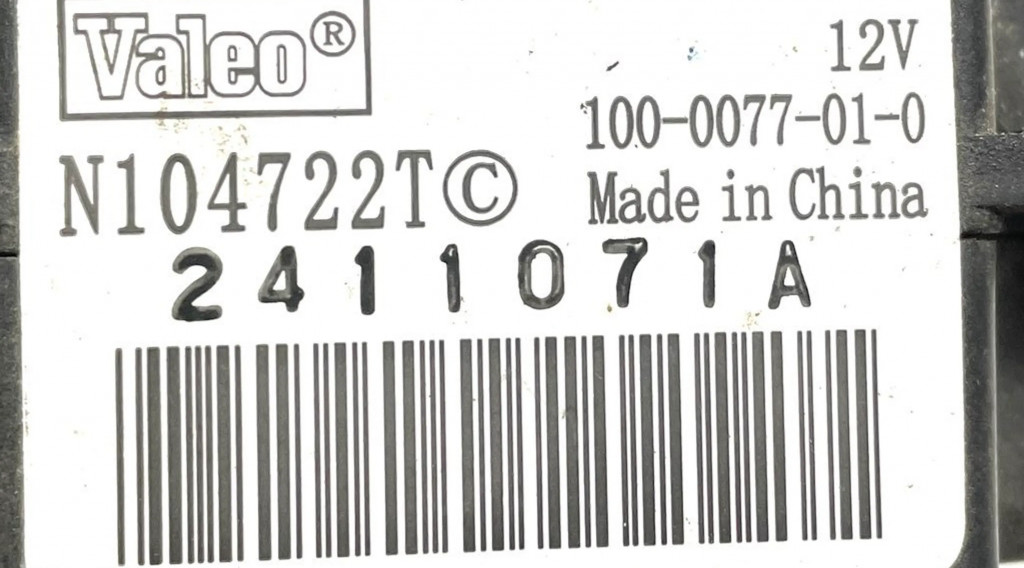 Valeo®
12V
100-0077-01-0
N104722T©
Made in China
2411071A